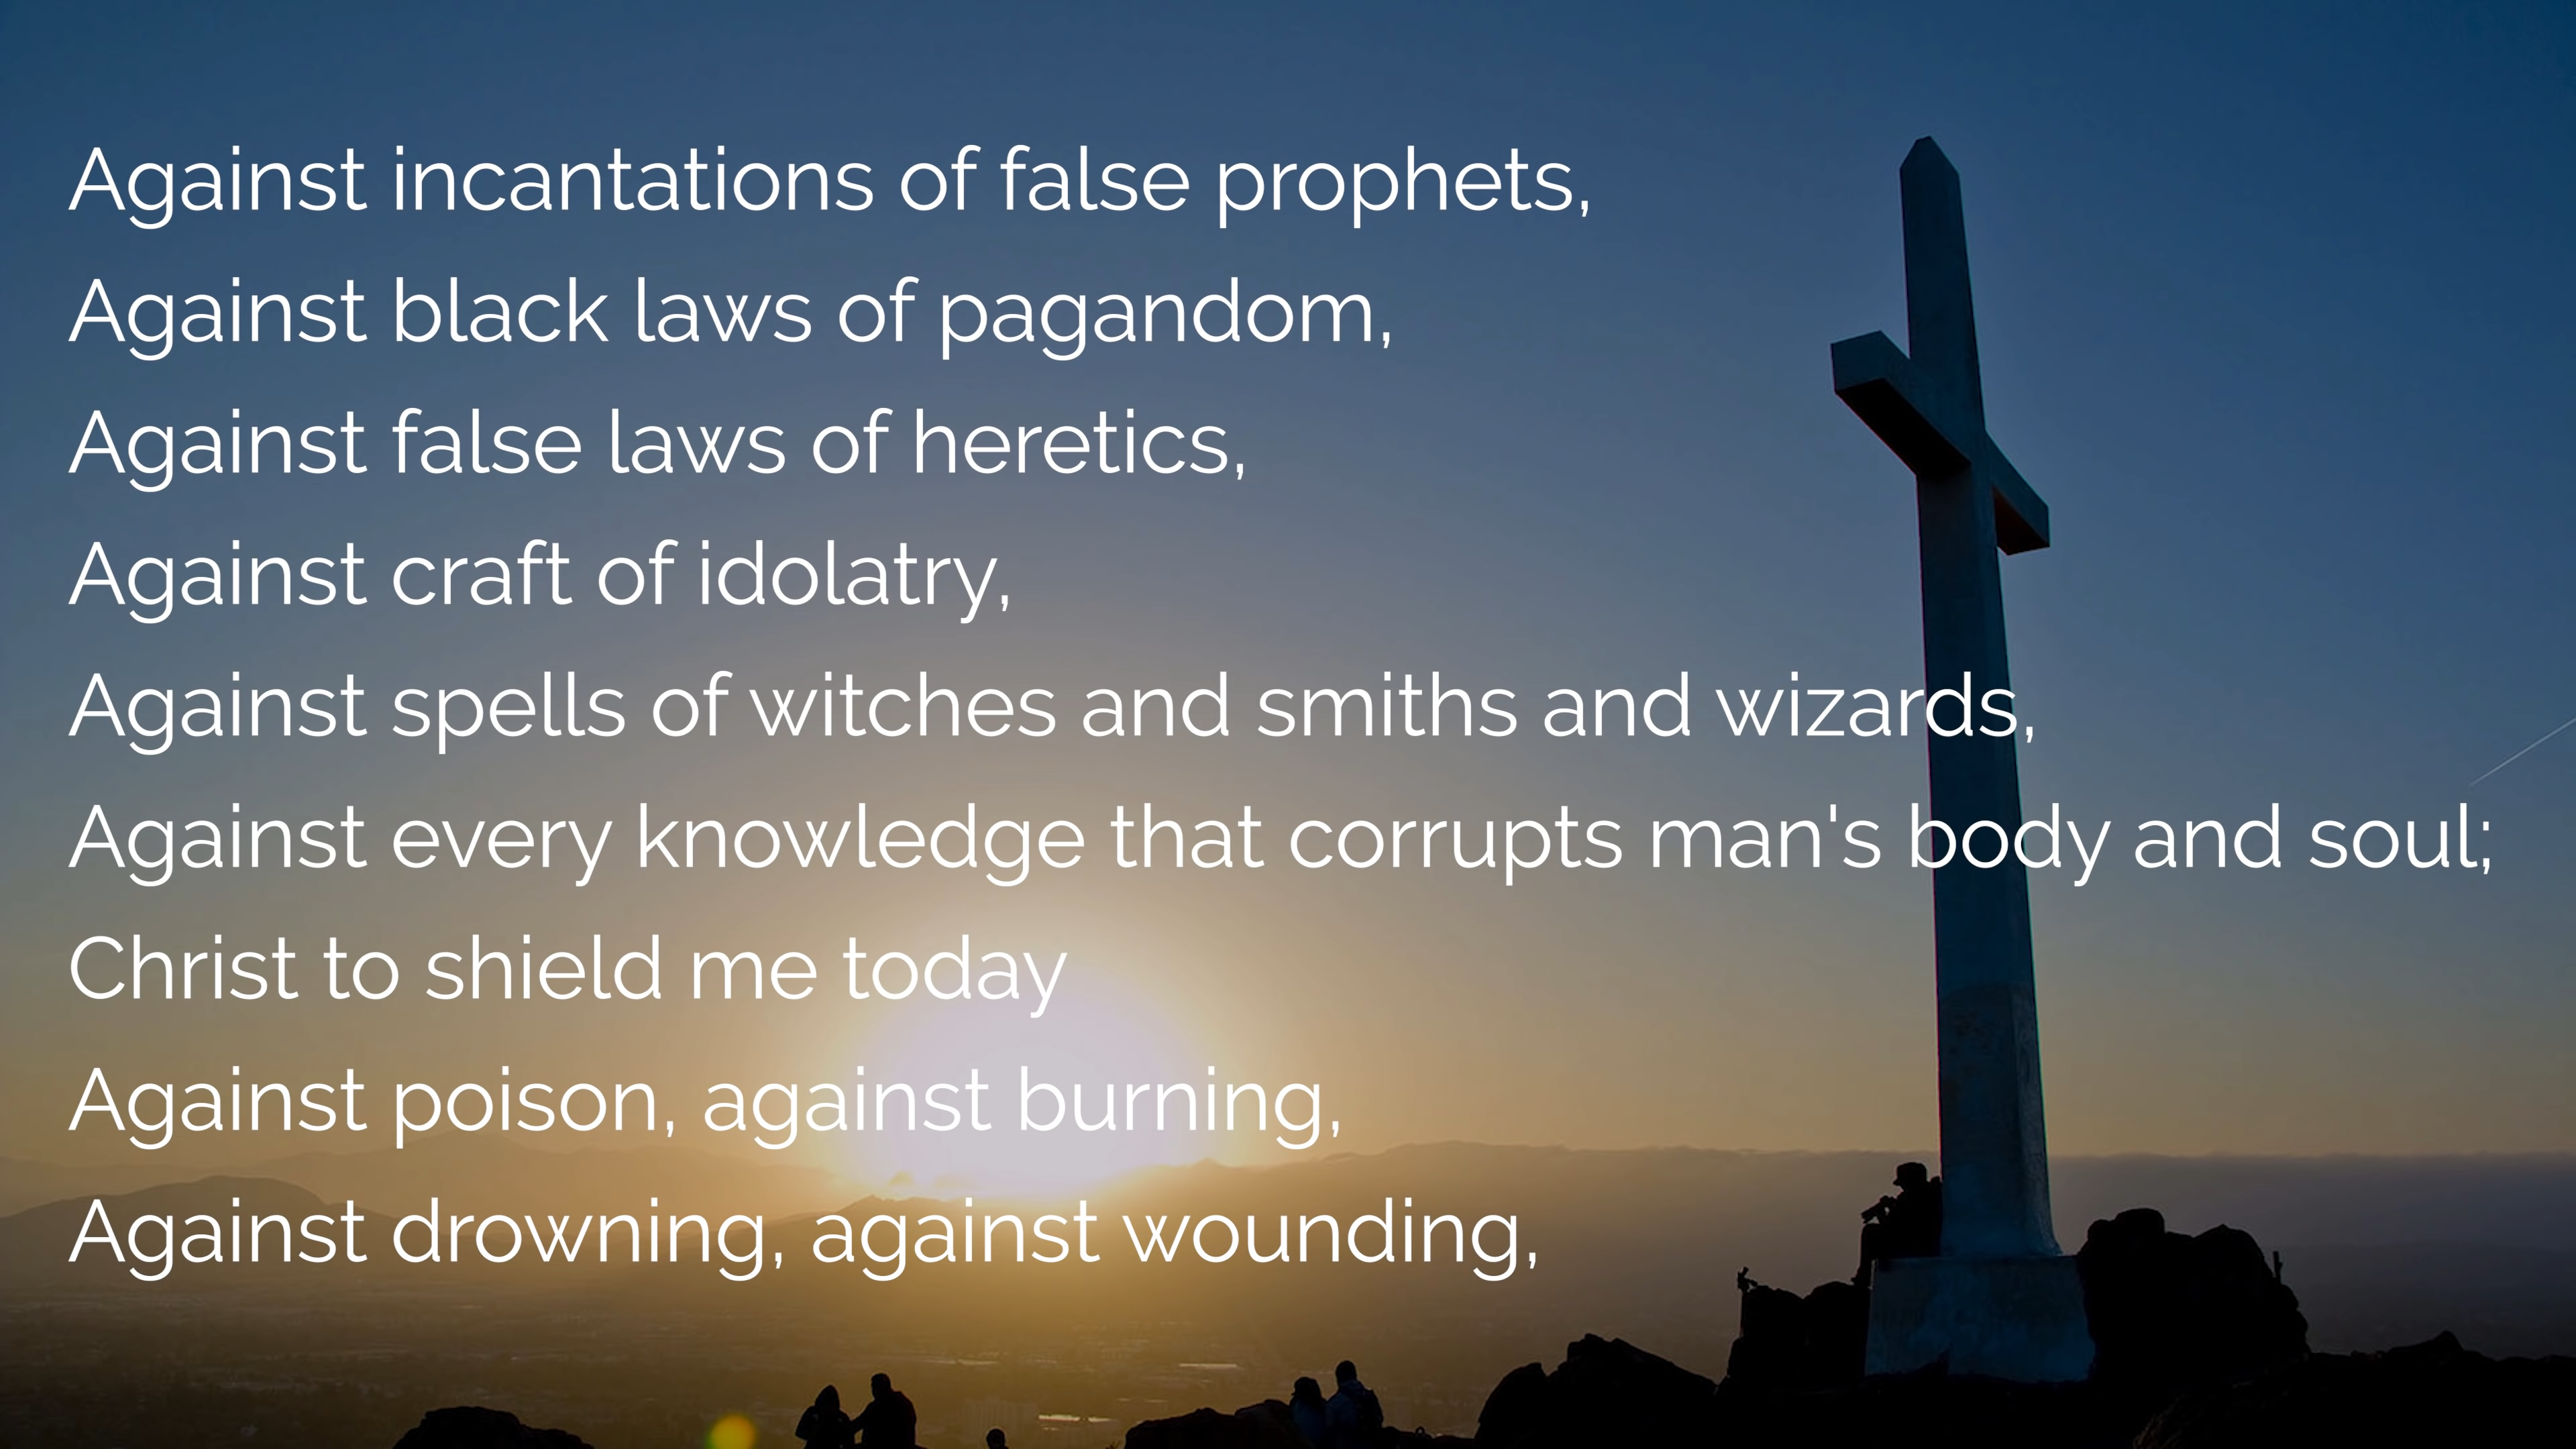 Against incantations of false prophets,
Against black laws of pagandom,
Against false laws of heretics,
Against craft of idolatry,
Against spells of witches and smiths and wizards,
Against every knowledge that corrupts man's body and soul;
Christ to shield me today
Against poison, against burning,
Against drowning, against wounding,